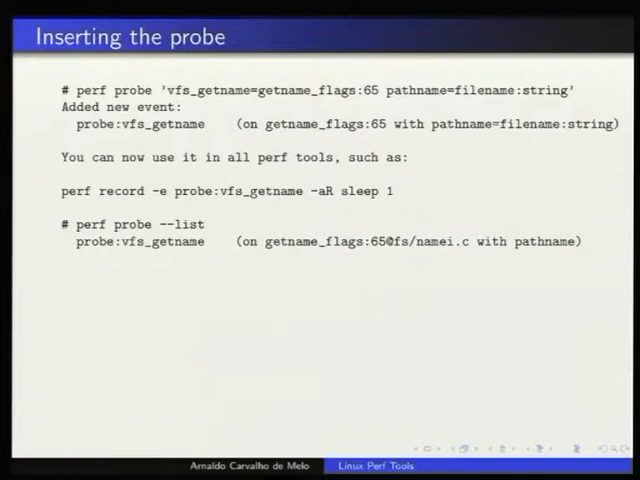 Inserting the probe
# perf probe 'vfs_getname=getname_flags:65 pathname=filename:string'
Added new event:
probe:vfs_getname (on getname_flags:65 with pathname=filename:string)
You can now use it in all perf tools, such as:
perf record -e probe:vfs_getname -aR sleep 1
# perf probe --list
probe:vfs_getname (on getname_flags:65@fs/namei.c with pathname)
Arnaldo Carvalho de Melo Linux Perf Tools